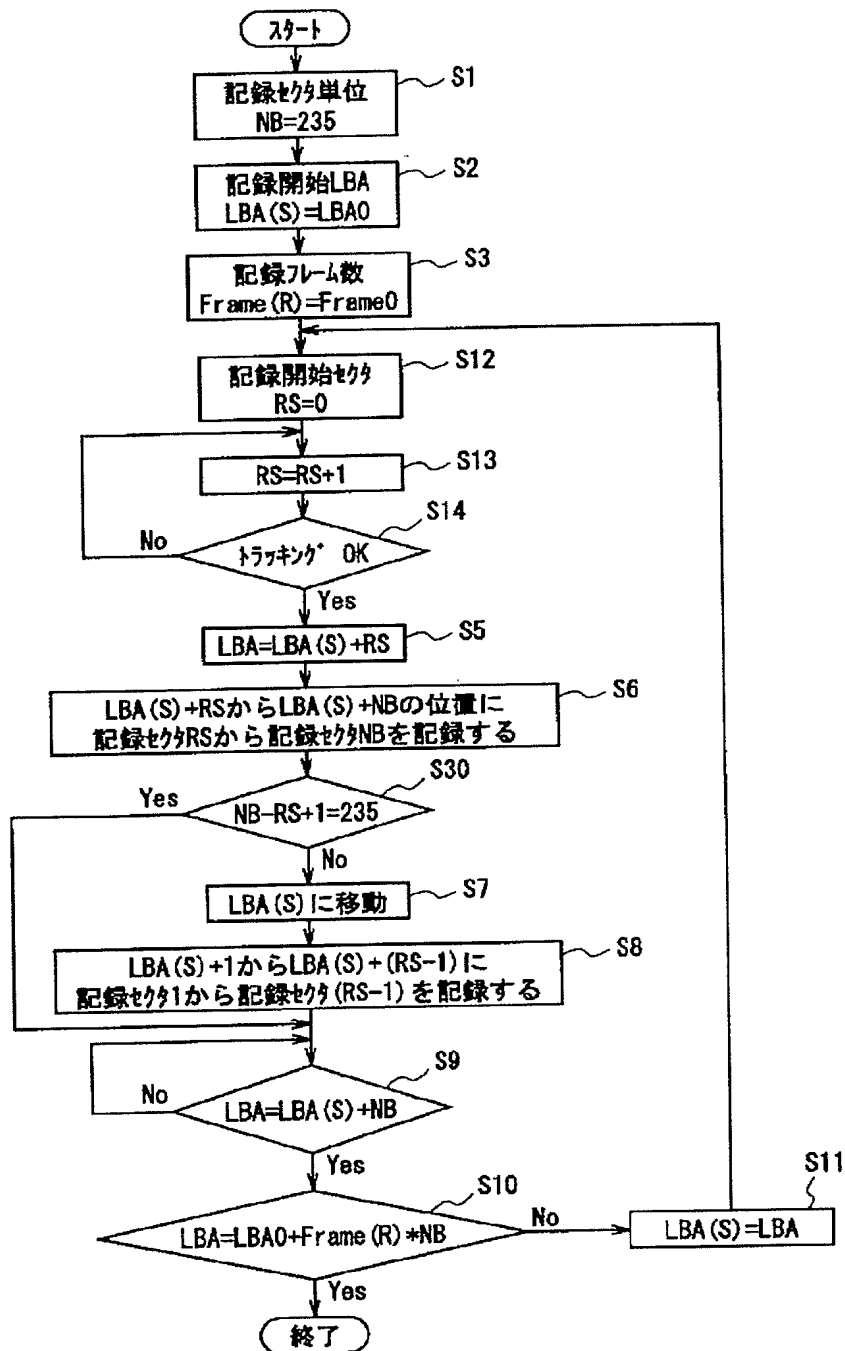 スタート
S1
記録セクタ単位
NB=235
S2
記録開始LBA
LBA(S)=LBA0
S3
記録フレーム数
Frame(R)=Frame0
S12
記録開始セクタ
RS=0
S13
RS=RS+1
S14
No
トラッキング OK
Yes
S5
LBA=LBA(S)+RS
S6
LBA(S)+RSからLBA(S)+NBの位置に
記録セクタRSから記録セクタNBを記録する
S30
Yes
NB-RS+1=235
No
S7
LBA(S)に移動
S8
LBA(S)+1からLBA(S)+(RS-1)に
記録セクタ1から記録セクタ(RS-1)を記録する
S9
No
LBA=LBA(S)+NB
Yes
S10
S11
LBA=LBA0+Frame(R)*NB
No
LBA(S)=LBA
Yes
終了